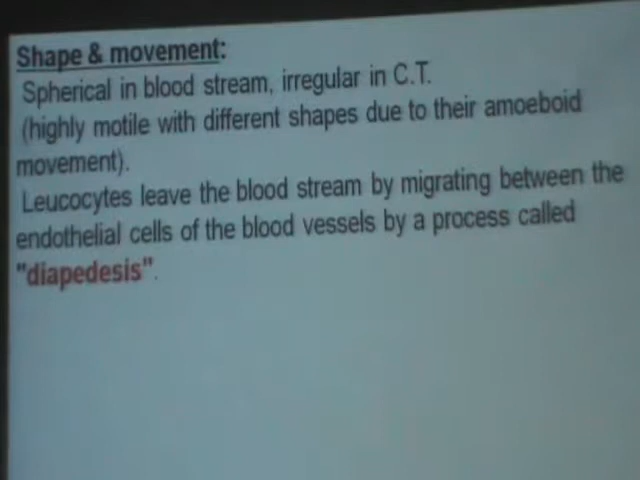 Shape & movement:
Spherical in blood stream, irregular in C.T.
(highly motile with different shapes due to their amoeboid
movement).
Leucocytes leave the blood stream by migrating between the
endothelial cells of the blood vessels by a process called
"diapedesis".